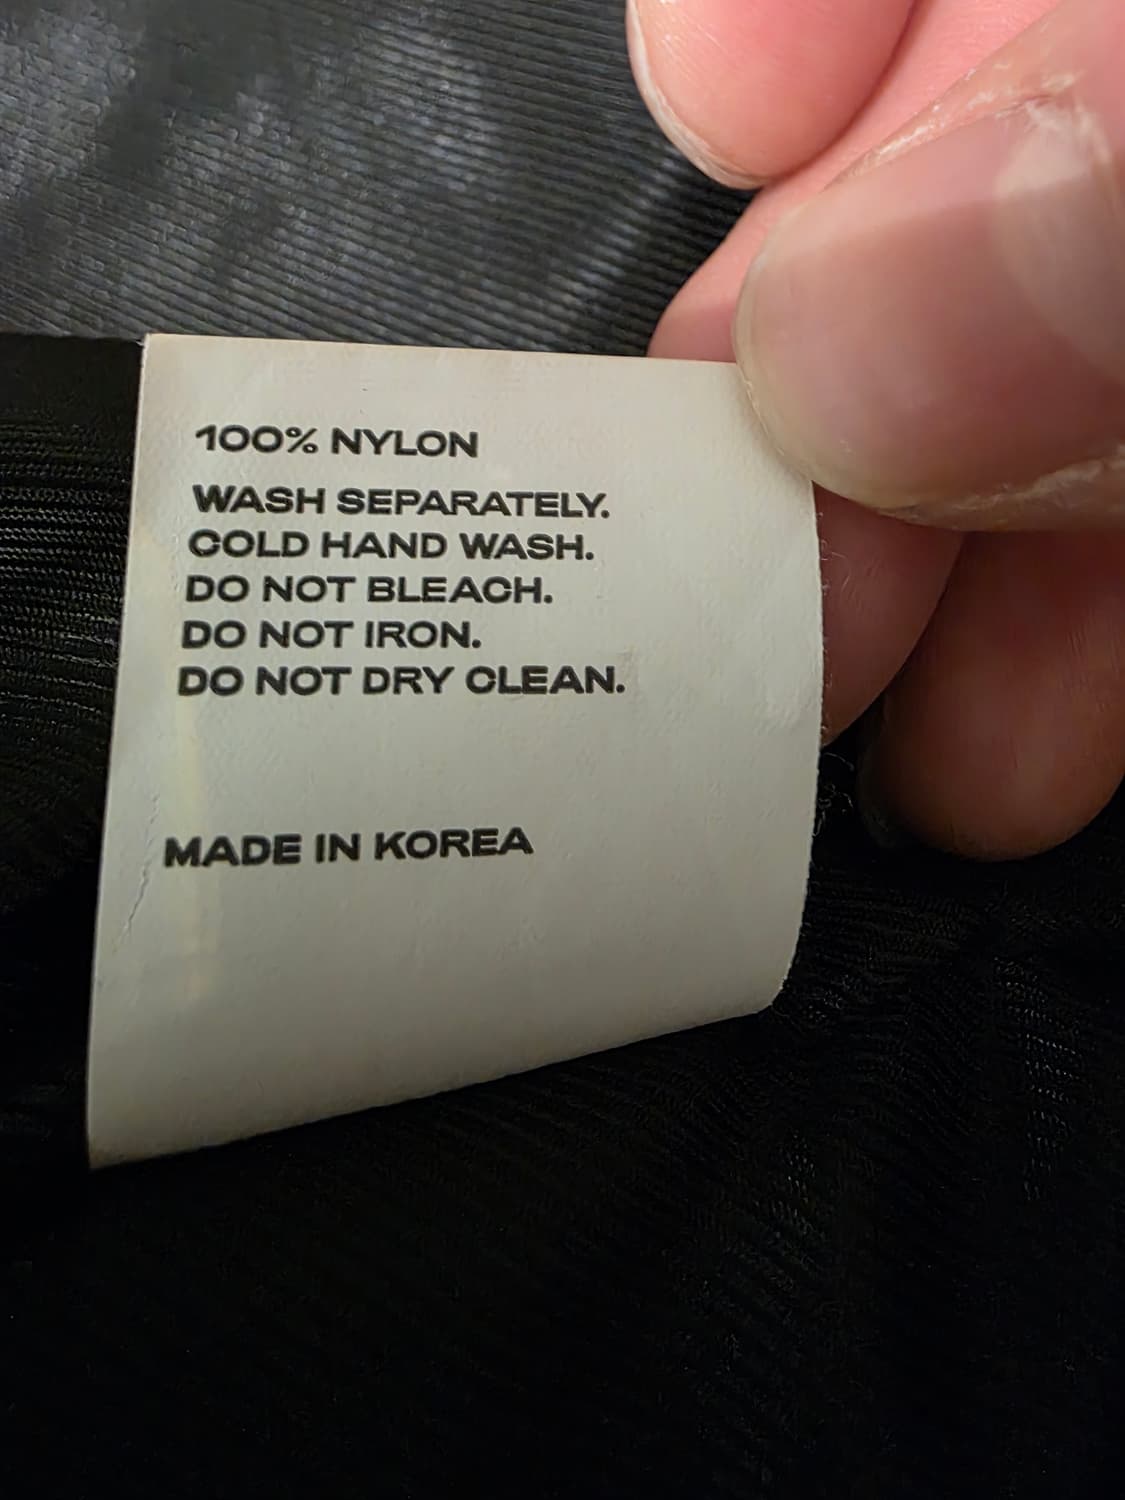 100% NYLON
WASH SEPARATELY.
COLD HAND WASH.
DO NOT BLEACH.
DO NOT IRON.
DO NOT DRY CLEAN.
MADE IN KOREA